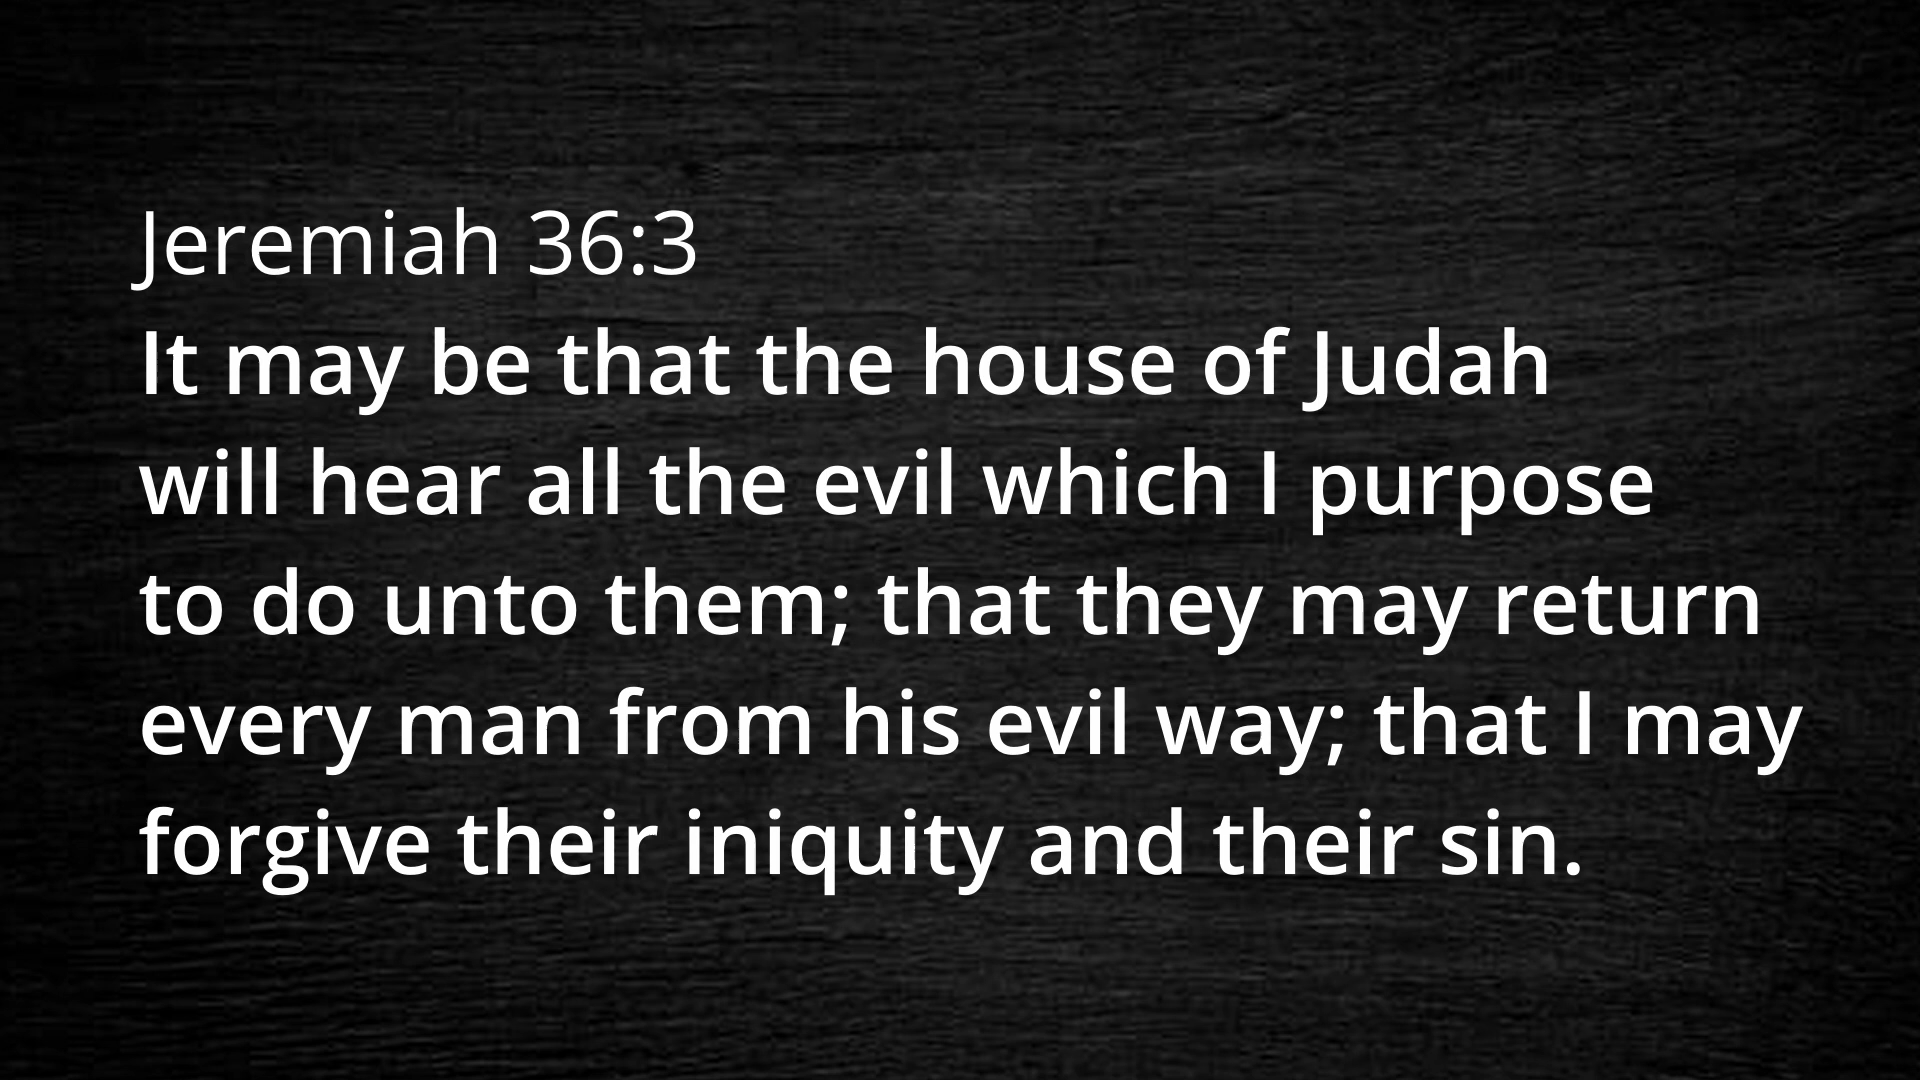 Jeremiah 36:3
It may be that the house of Judah
will hear all the evil which I purpose
to do unto them; that they may return
every man from his evil way; that I may
forgive their iniquity and their sin.